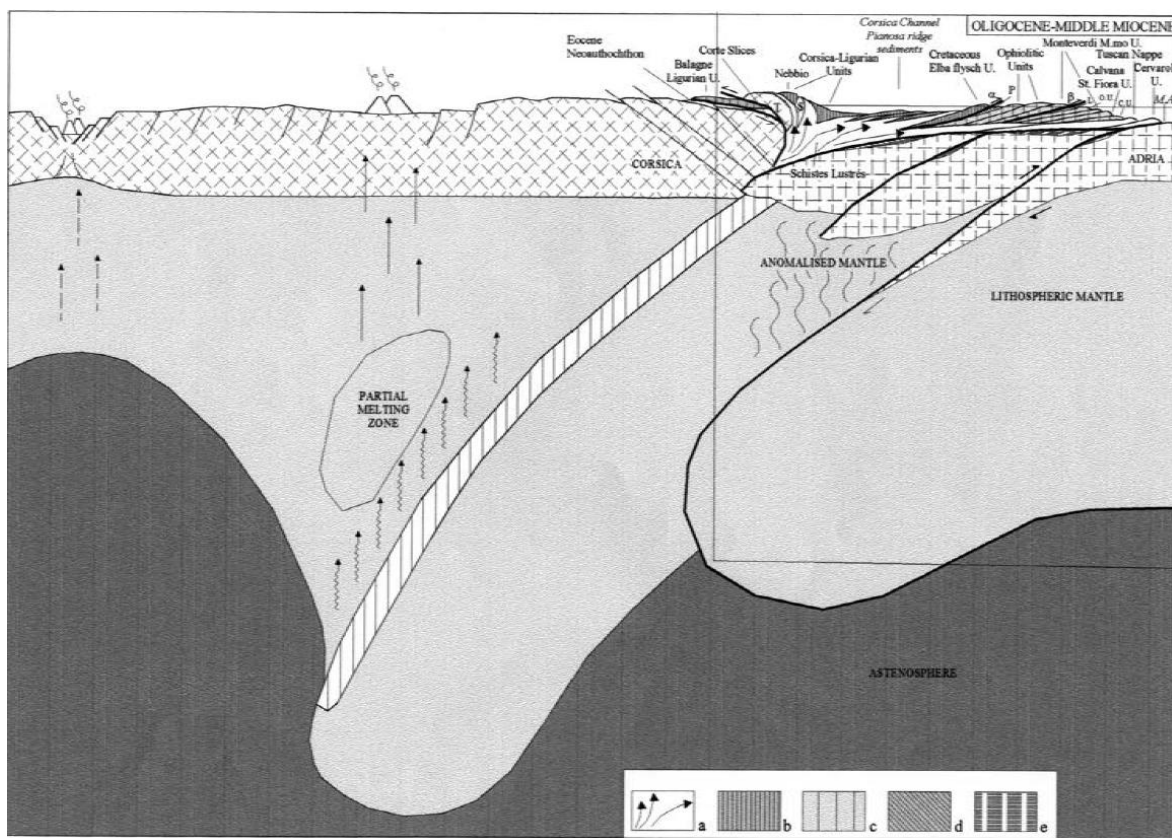 OLIGOCENE-MIDDLE MIOCENE
Corsica Channel
Pianosa ridge
sediments
Eocene
Neoauthochthon
Corte Slices
Balagne
Ligurian U.
Nebbio
Corsica-Ligurian
Units
Cretaceous
Elba flysch U.
Ophiolitic
Units
Monteverdi M.mo U.
Tuscan Nappe
Calvana
St. Fiora U.
Cervarol
U.
α
P
β
L
O.U.
C.U.
M.A
T
S
CORSICA
Schistes Lustrés
ADRIA
ANOMALISED MANTLE
LITHOSPHERIC MANTLE
PARTIAL
MELTING
ZONE
ASTENOSPHERE
a
b
c
d
e